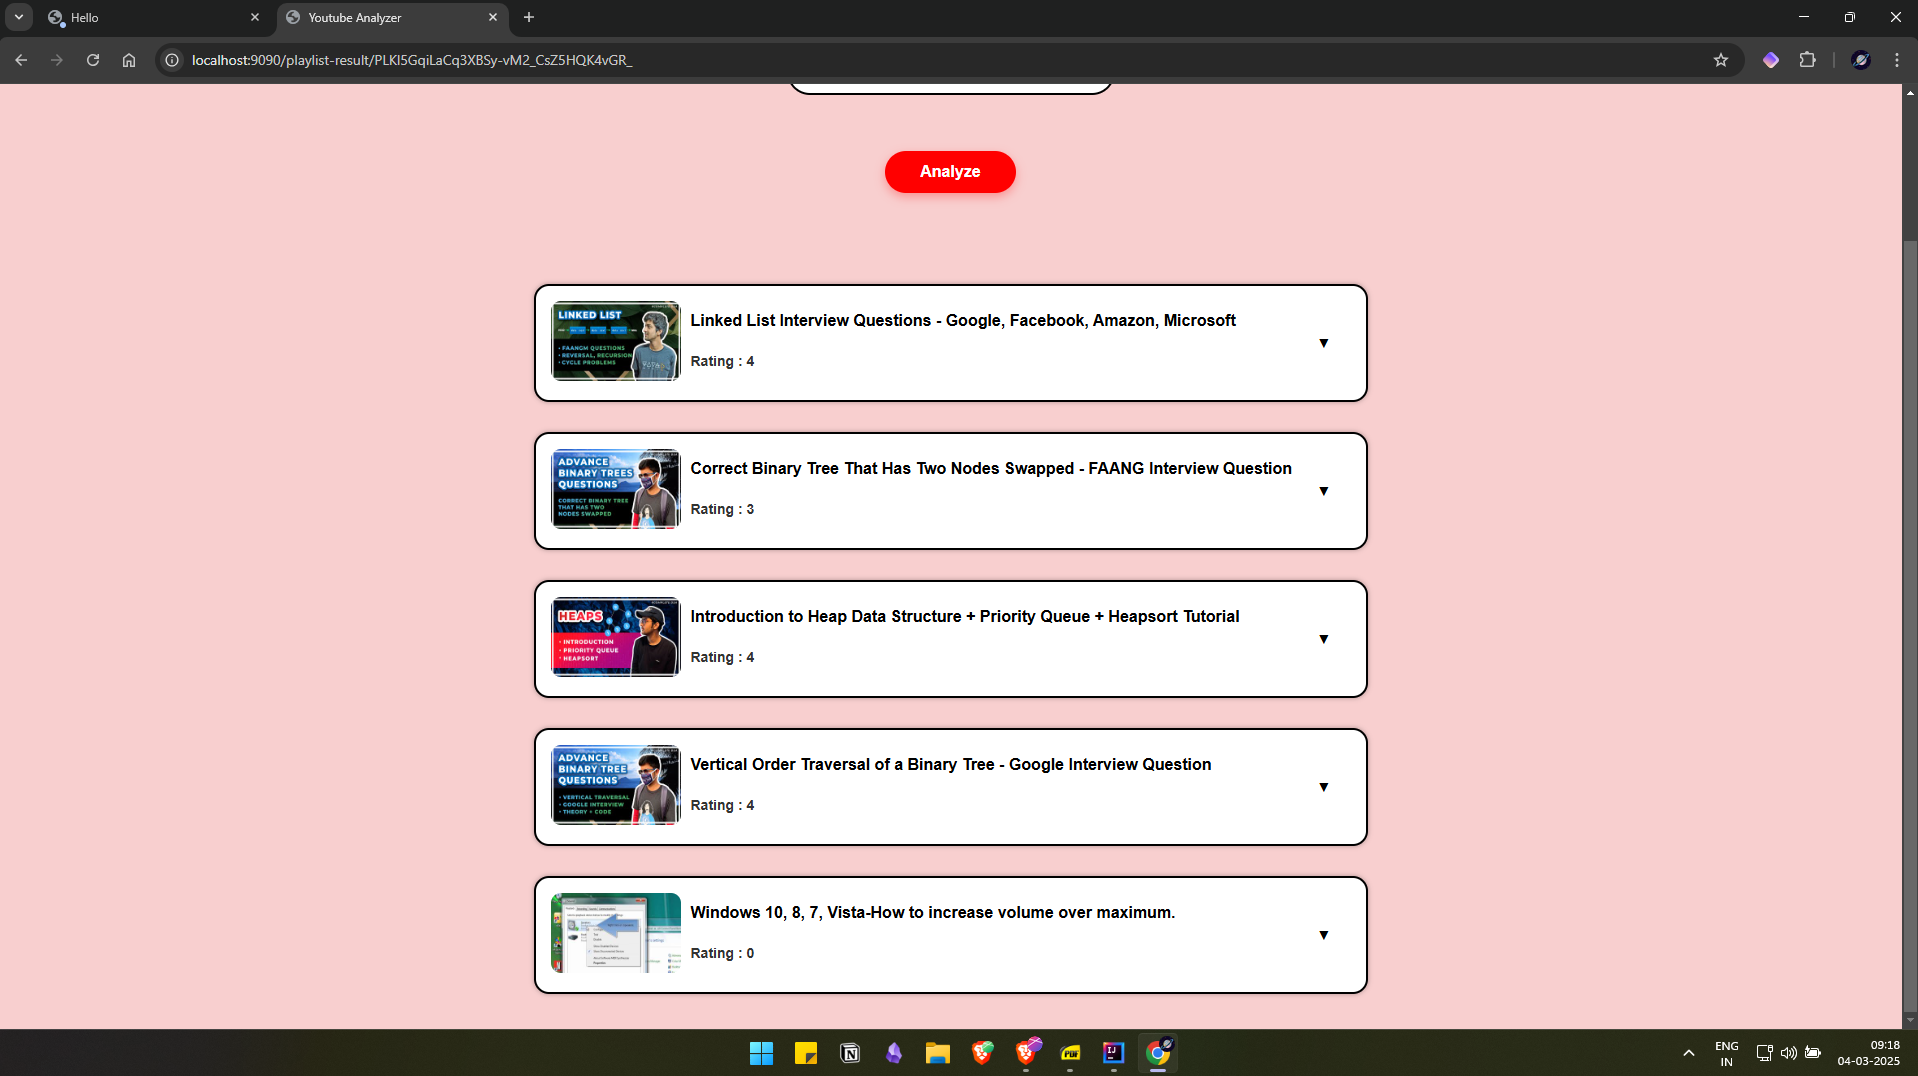 Hello
Youtube Analyzer
localhost:9090/playlist-result/PLKI5GqiLaCq3XBSy-vM2_CsZ5HQK4vGR_
Analyze
LINKED LIST
• FAANGM QUESTIONS
• REVERSAL, RECURSION
• CYCLE PROBLEMS
Linked List Interview Questions - Google, Facebook, Amazon, Microsoft
Rating : 4
ADVANCE
BINARY TREES
QUESTIONS
CORRECT BINARY TREE
THAT HAS TWO
NODES SWAPPED
Correct Binary Tree That Has Two Nodes Swapped - FAANG Interview Question
Rating : 3
HEAPS
• INTRODUCTION
• PRIORITY QUEUE
• HEAPSORT
Introduction to Heap Data Structure + Priority Queue + Heapsort Tutorial
Rating : 4
ADVANCE
BINARY TREE
QUESTIONS
• VERTICAL TRAVERSAL
• GOOGLE INTERVIEW
• THEORY + CODE
Vertical Order Traversal of a Binary Tree - Google Interview Question
Rating : 4
Windows 10, 8, 7, Vista-How to increase volume over maximum.
Rating : 0
PDF
IJ
ENG
IN
09:18
04-03-2025